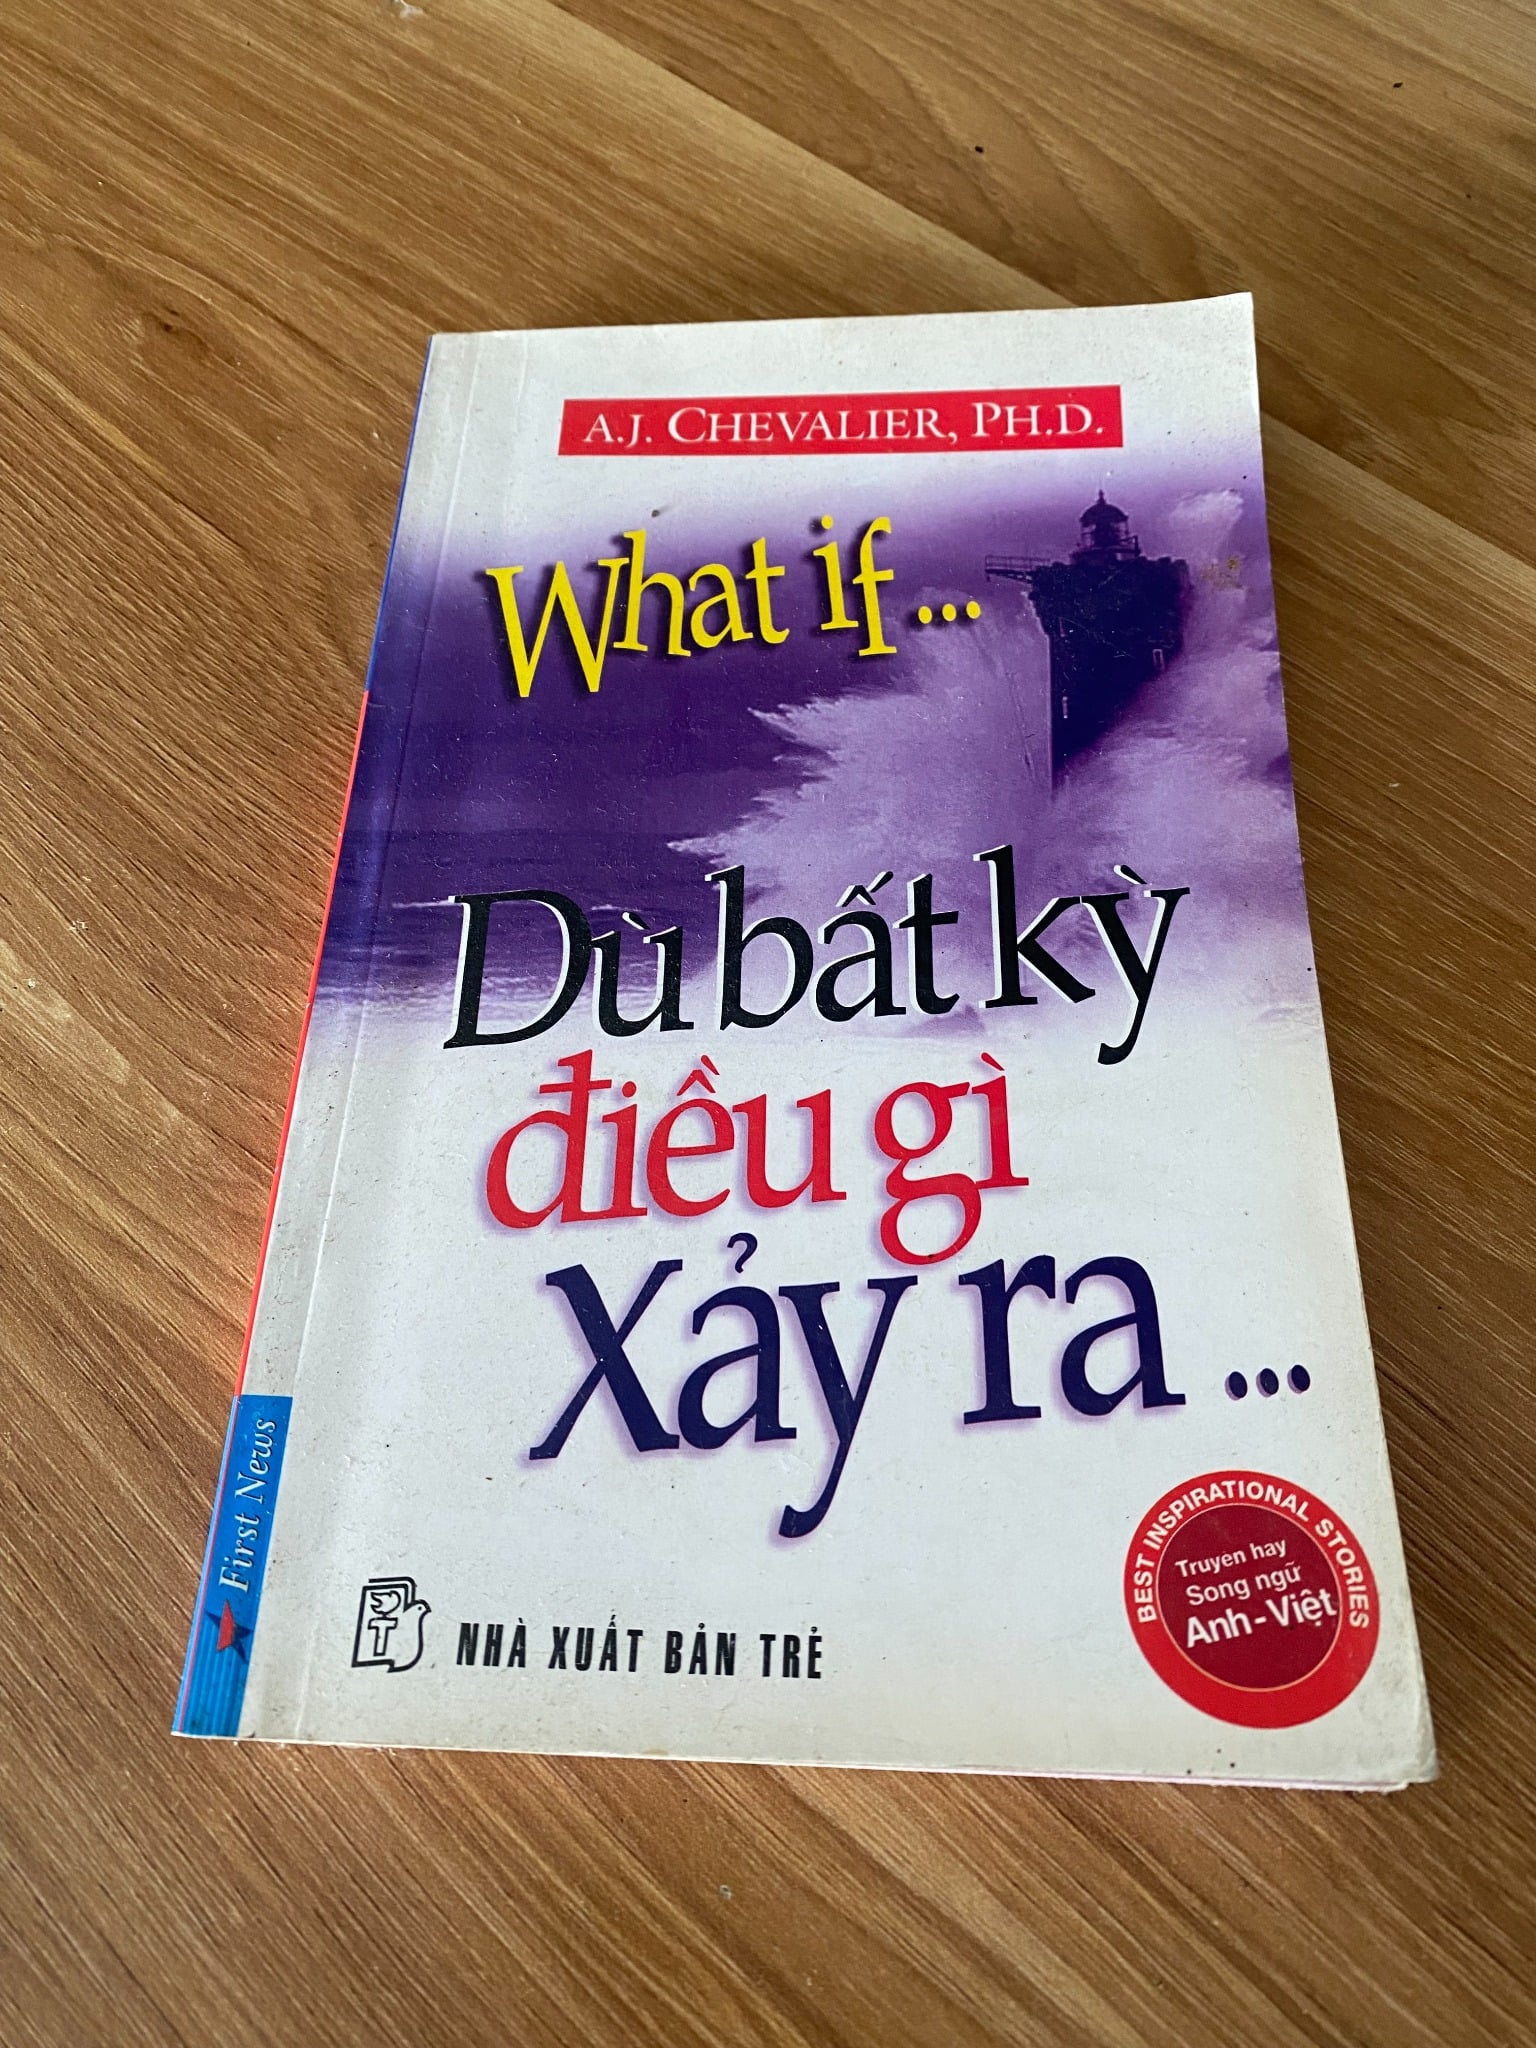 A.J. CHEVALIER, PH.D.
What if...
Dù bất kỳ
điều gì
xảy ra...
First News
NHÀ XUẤT BẢN TRẺ
BEST INSPIRATIONAL STORIES
Truyện hay
Song ngữ
Anh - Việt